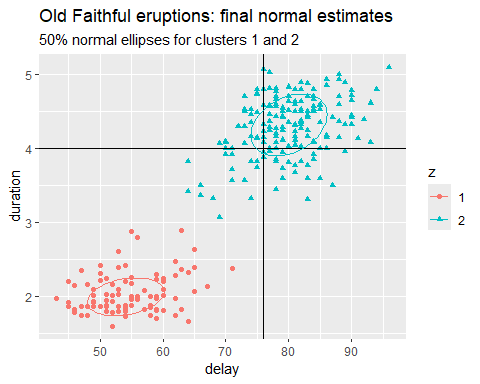 Old Faithful eruptions: final normal estimates
50% normal ellipses for clusters 1 and 2
5
4
3
2
duration
50
60
70
80
90
delay
z
1
2